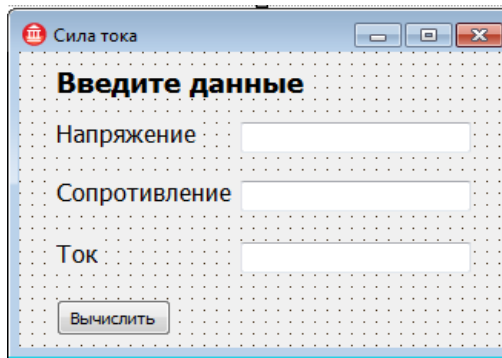 Сила тока
Введите данные
Напряжение
Сопротивление
Ток
Вычислить